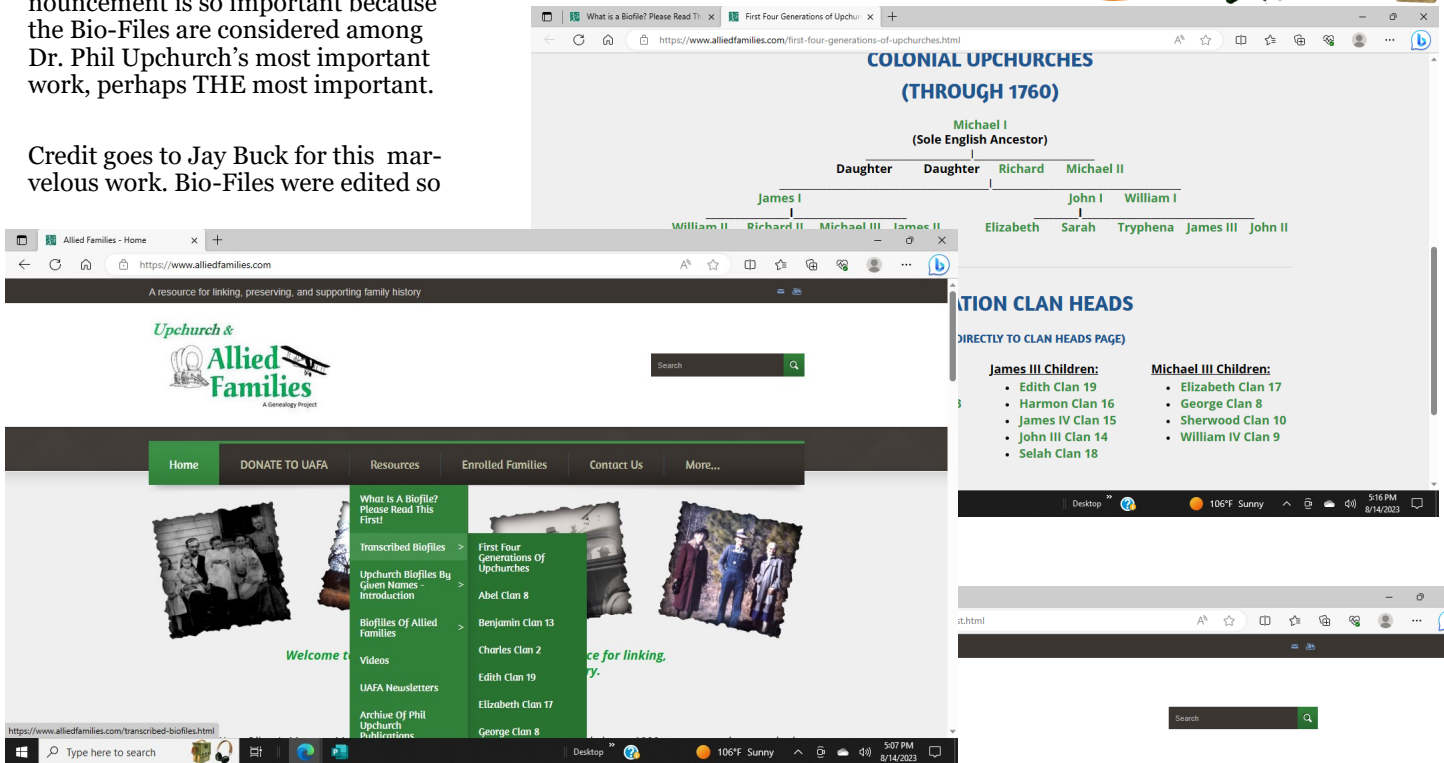 nouncement is so important because
the Bio-Files are considered among
Dr. Phil Upchurch's most important
work, perhaps THE most important.
Credit goes to Jay Buck for this mar-
velous work. Bio-Files were edited so
What is a Biofile? Please Read Th
First Four Generations of Upchur
https://www.alliedfamilies.com/first-four-generations-of-upchurches.html
COLONIAL UPCHURCHES
(THROUGH 1760)
Michael I
(Sole English Ancestor)
Daughter Daughter Richard Michael II
James I John I William I
William II Richard II Michael III James II Elizabeth Sarah Tryphena James III John II
CLAN HEADS
DIRECTLY TO CLAN HEADS PAGE)
James III Children:
• Edith Clan 19
• Harmon Clan 16
• James IV Clan 15
• John III Clan 14
• Selah Clan 18
Michael III Children:
• Elizabeth Clan 17
• George Clan 8
• Sherwood Clan 10
• William IV Clan 9
Desktop 106°F Sunny 5:16 PM
8/14/2023
Allied Families - Home
https://www.alliedfamilies.com
A resource for linking, preserving, and supporting family history
Upchurch &
Allied
Families
A Genealogy Project
Search
Home DONATE TO UAFA Resources Enrolled Families Contact Us More...
What Is A Biofile?
Please Read This
First!
Transcribed Biofiles >
Upchurch Biofiles By
Given Names - >
Introduction
Biofliles Of Allied >
Families
Videos
UAFA Newsletters
Archive Of Phil
Upchurch
Publications
First Four
Generations Of
Upchurches
Abel Clan 8
Benjamin Clan 13
Charles Clan 2
Edith Clan 19
Elizabeth Clan 17
George Clan 8
Welcome
for linking,
https://www.alliedfamilies.com/transcribed-biofiles.html
Type here to search
Desktop 106°F Sunny 5:07 PM
8/14/2023
st.html
Search